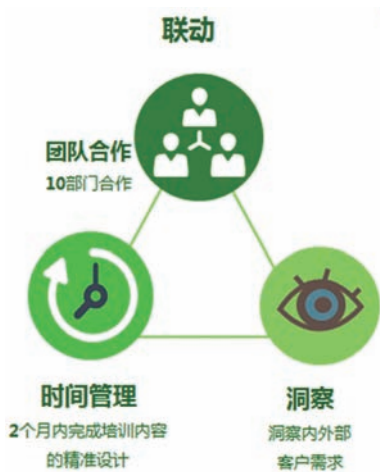 联动
团队合作
10部门合作
时间管理
2个月内完成培训内容
的精准设计
洞察
洞察内外部
客户需求